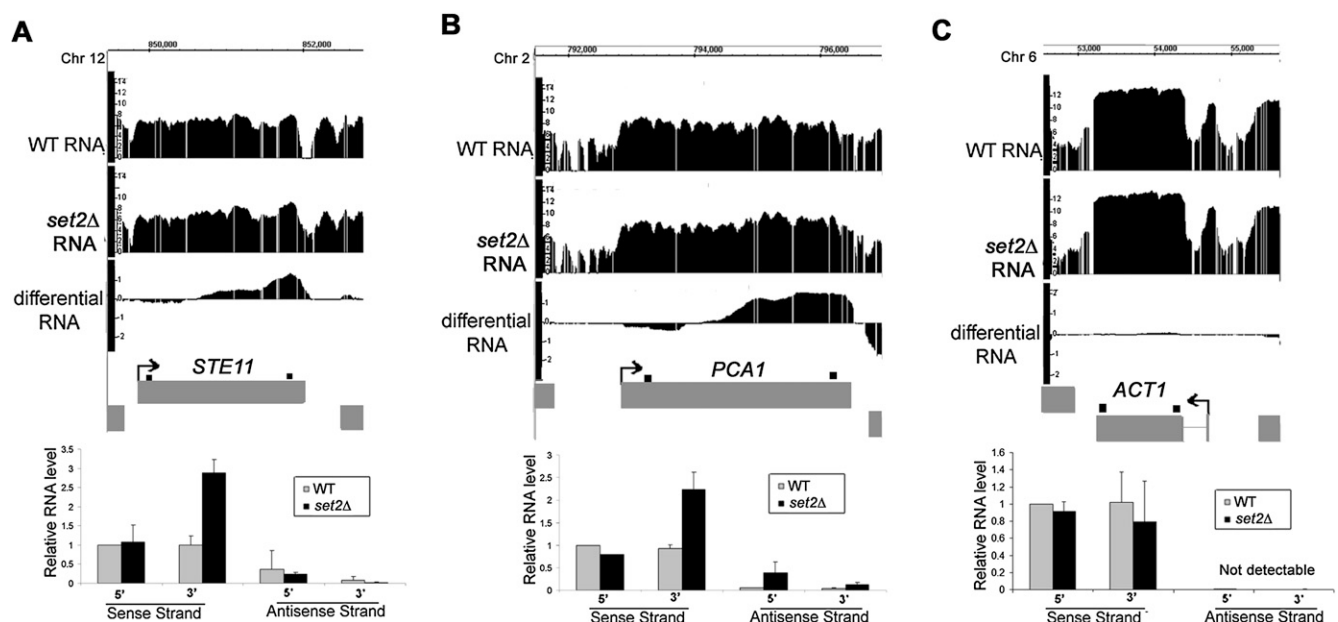 A
850,000
852,000
Chr 12
WT RNA
set2Δ
RNA
differential
RNA
STE11
Relative RNA level
3.5
3
2.5
2
1.5
1
0.5
0
WT
set2Δ
5'
3'
5'
3'
Sense Strand
Antisense Strand
B
792,000
794,000
796,000
Chr 2
WT RNA
set2Δ
RNA
differential
RNA
PCA1
Relative RNA level
3
2.5
2
1.5
1
0.5
0
WT
set2Δ
5'
3'
5'
3'
Sense Strand
Antisense Strand
C
53,000
54,000
55,000
Chr 6
WT RNA
set2Δ
RNA
differential
RNA
ACT1
Relative RNA level
1.6
1.4
1.2
1
0.8
0.6
0.4
0.2
0
WT
set2Δ
Not detectable
5'
3'
5'
3'
Sense Strand
Antisense Strand